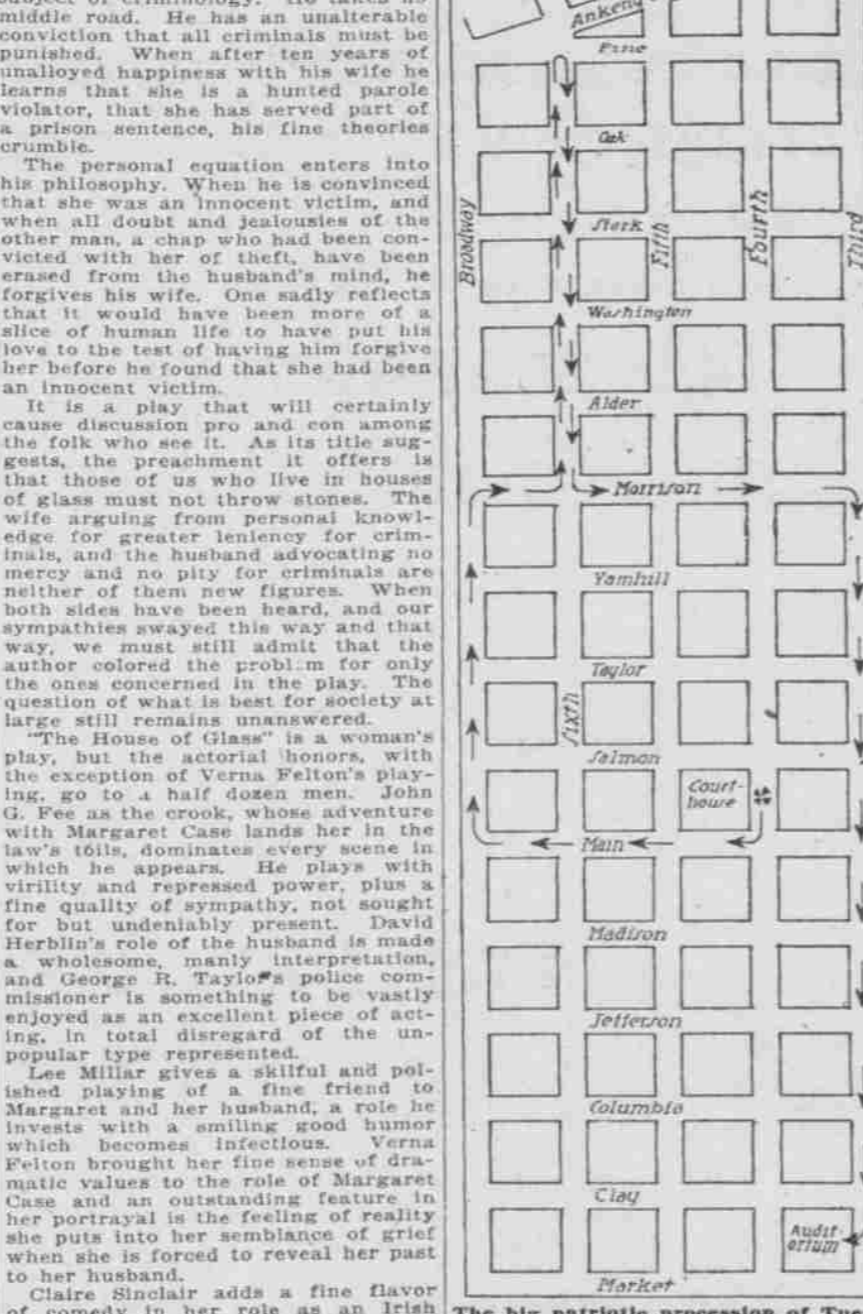 subject of criminology. He takes no
middle road. He has an unalterable
conviction that all criminals must be
punished. When after ten years of
unalloyed happiness with his wife he
learns that she is a hunted parole
violator, that she has served part of
a prison sentence, his fine theories
crumble.
The personal equation enters into
his philosophy. When he is convinced
that she was an innocent victim, and
when all doubt and jealousies of the
other man, a chap who had been con-
victed with her of theft, have been
erased from the husband's mind, he
forgives his wife. One sadly reflects
that it would have been more of a
slice of human life to have put his
love to the test of having him forgive
her before he found that she had been
an innocent victim.
It is a play that will certainly
cause discussion pro and con among
the folk who see it. As its title sug-
gests, the preachment it offers is
that those of us who live in houses
of glass must not throw stones. The
wife arguing from personal knowl-
edge for greater leniency for crim-
inals, and the husband advocating no
mercy and no pity for criminals are
neither of them new figures. When
both sides have been heard, and our
sympathies swayed this way and that
way, we must still admit that the
author colored the problem for only
the ones concerned in the play. The
question of what is best for society at
large still remains unanswered.
"The House of Glass" is a woman's
play, but the actorial honors, with
the exception of Verna Felton's play-
ing, go to a half dozen men. John
G. Fee as the crook, whose adventure
with Margaret Case lands her in the
law's toils, dominates every scene in
which he appears. He plays with
virility and repressed power, plus a
fine quality of sympathy, not sought
for but undeniably present. David
Herblin's role of the husband is made
a wholesome, manly interpretation,
and George R. Taylor's police com-
missioner is something to be vastly
enjoyed as an excellent piece of act-
ing, in total disregard of the un-
popular type represented.
Lee Millar gives a skilful and pol-
ished playing of a fine friend to
Margaret and her husband, a role he
invests with a smiling good humor
which becomes infectious. Verna
Felton brought her fine sense of dra-
matic values to the role of Margaret
Case and an outstanding feature in
her portrayal is the feeling of reality
she puts into her semblance of grief
when she is forced to reveal her past
to her husband.
Claire Sinclair adds a fine flavor
of comedy in her role as an Irish
Ankeny
Pine
Oak
Stark
Broadway
Fifth
Fourth
Third
Washington
Alder
Morrison
Yamhill
Taylor
Sixth
Salmon
Court-
house
Main
Madison
Jefferson
Columbia
Clay
Audit-
orium
Market
The big patriotic procession of